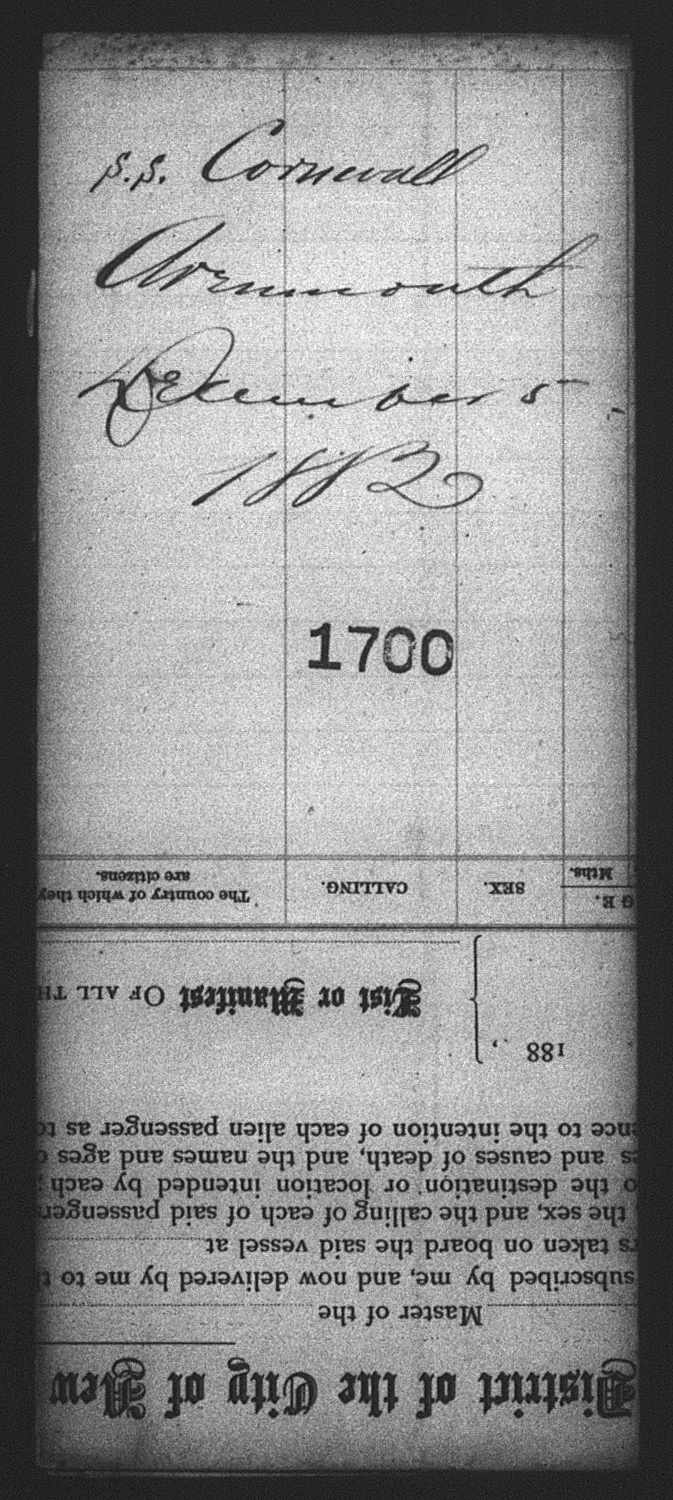 S.S. Cornwall
Avonmouth
December 5
1882
1700
District of the City of New
Master of the
subscribed by me, and now delivered by me to t
rs taken on board the said vessel at
the sex, and the calling of each of said passenger
o the destination, or location intended by each
s and causes of death, and the names and ages o
ence to the intention of each alien passenger as to
188 ,
List or Manifest OF ALL TH
G E.
Mths.
SEX.
CALLING.
The country of which they
are citizens.